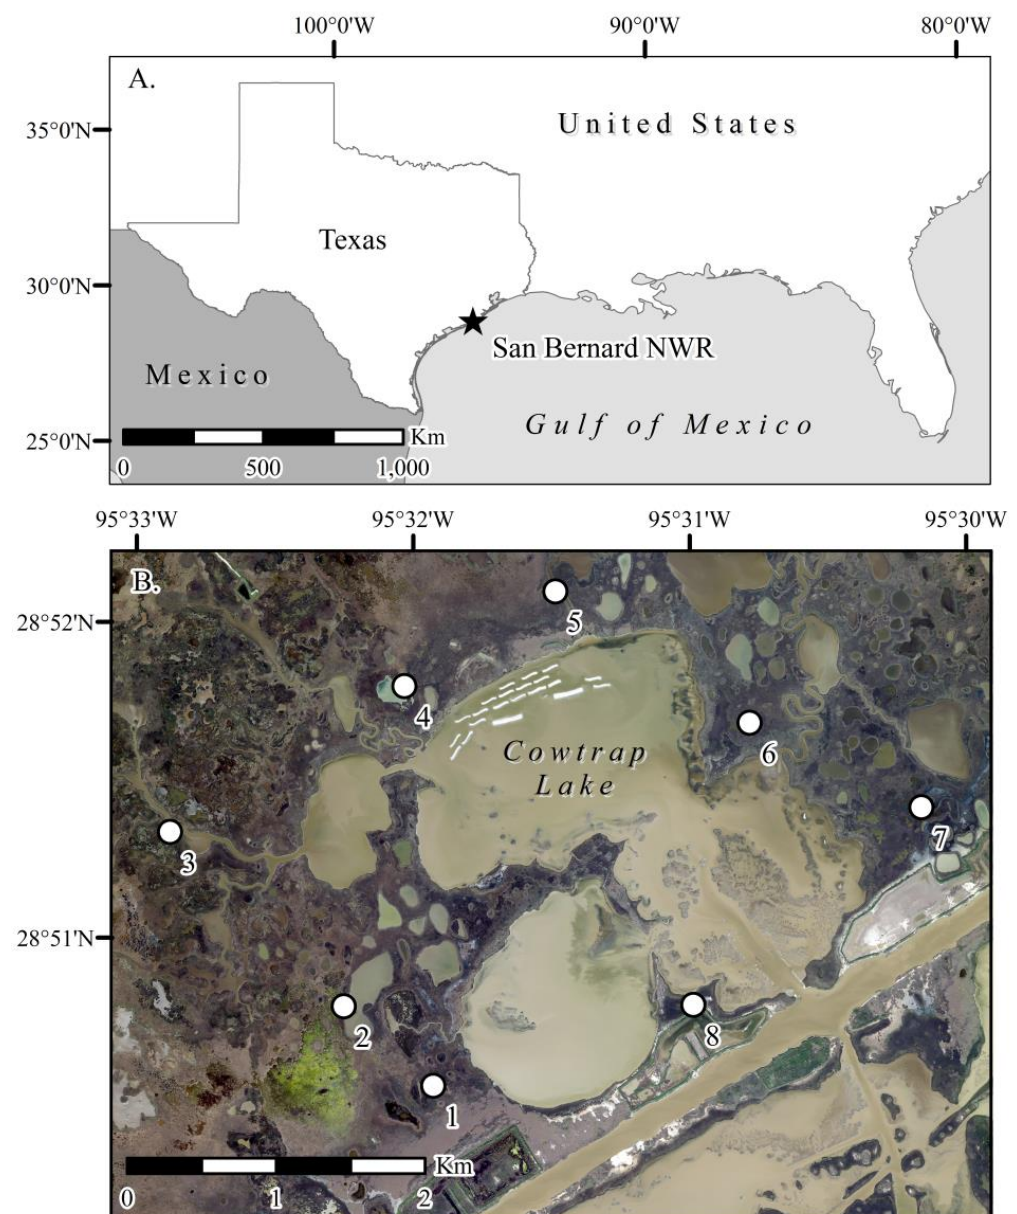 100°0'W 90°0'W 80°0'W
A.
35°0'N
United States
Texas
30°0'N
San Bernard NWR
Mexico
Gulf of Mexico
25°0'N
Km
0 500 1,000
95°33'W 95°32'W 95°31'W 95°30'W
B.
28°52'N
5
4
6
Cowtrap
Lake
7
3
28°51'N
2
8
1
Km
0 1 2